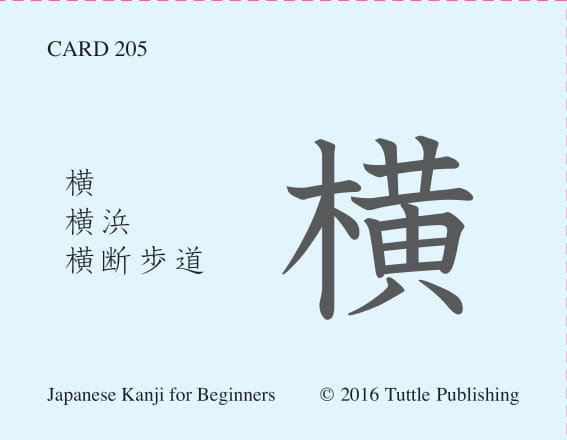 CARD 205
横
横浜
横断歩道
横
Japanese Kanji for Beginners
© 2016 Tuttle Publishing